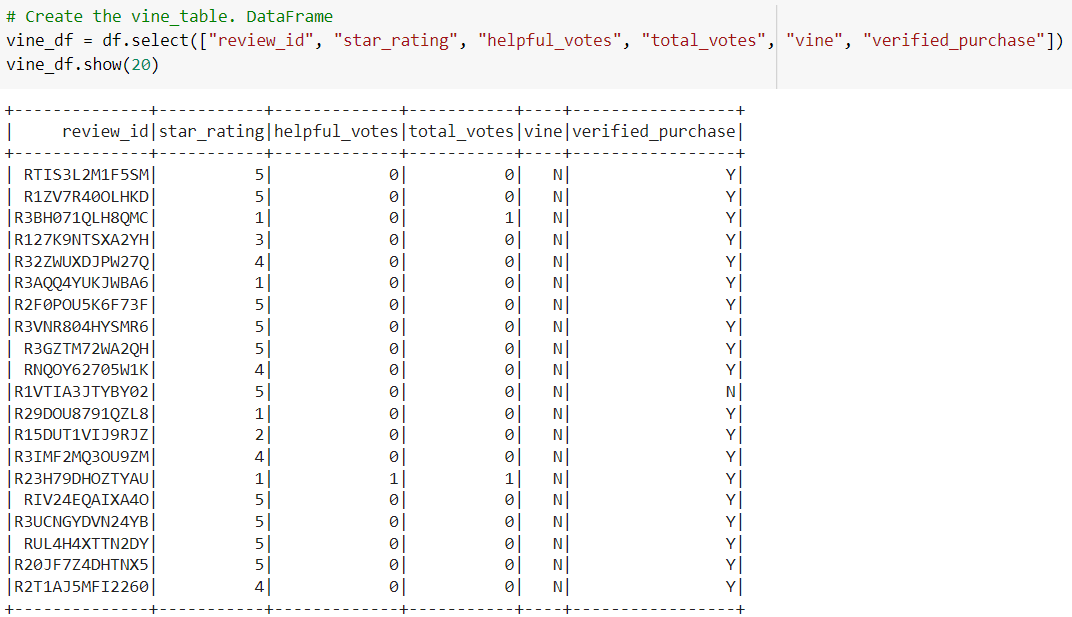 # Create the vine_table. DataFrame
vine_df = df.select(["review_id", "star_rating", "helpful_votes", "total_votes", "vine", "verified_purchase"])
vine_df.show(20)
+--------------+-----------+-------------+-----------+----+-----------------+
|     review_id|star_rating|helpful_votes|total_votes|vine|verified_purchase|
+--------------+-----------+-------------+-----------+----+-----------------+
| RTIS3L2M1F5SM|          5|            0|          0|   N|                Y|
| R1ZV7R40OLHKD|          5|            0|          0|   N|                Y|
|R3BH071QLH8QMC|          1|            0|          1|   N|                Y|
|R127K9NTSXA2YH|          3|            0|          0|   N|                Y|
|R32ZWUXDJPW27Q|          4|            0|          0|   N|                Y|
|R3AQQ4YUKJWBA6|          1|            0|          0|   N|                Y|
|R2F0POU5K6F73F|          5|            0|          0|   N|                Y|
|R3VNR804HYSMR6|          5|            0|          0|   N|                Y|
| R3GZTM72WA2QH|          5|            0|          0|   N|                Y|
| RNQOY62705W1K|          4|            0|          0|   N|                Y|
|R1VTIA3JTYBY02|          5|            0|          0|   N|                N|
|R29DOU8791QZL8|          1|            0|          0|   N|                Y|
|R15DUT1VIJ9RJZ|          2|            0|          0|   N|                Y|
|R3IMF2MQ3OU9ZM|          4|            0|          0|   N|                Y|
|R23H79DHOZTYAU|          1|            1|          1|   N|                Y|
| RIV24EQAIXA4O|          5|            0|          0|   N|                Y|
|R3UCNGYDVN24YB|          5|            0|          0|   N|                Y|
| RUL4H4XTTN2DY|          5|            0|          0|   N|                Y|
|R20JF7Z4DHTNX5|          5|            0|          0|   N|                Y|
|R2T1AJ5MFI2260|          4|            0|          0|   N|                Y|
+--------------+-----------+-------------+-----------+----+-----------------+